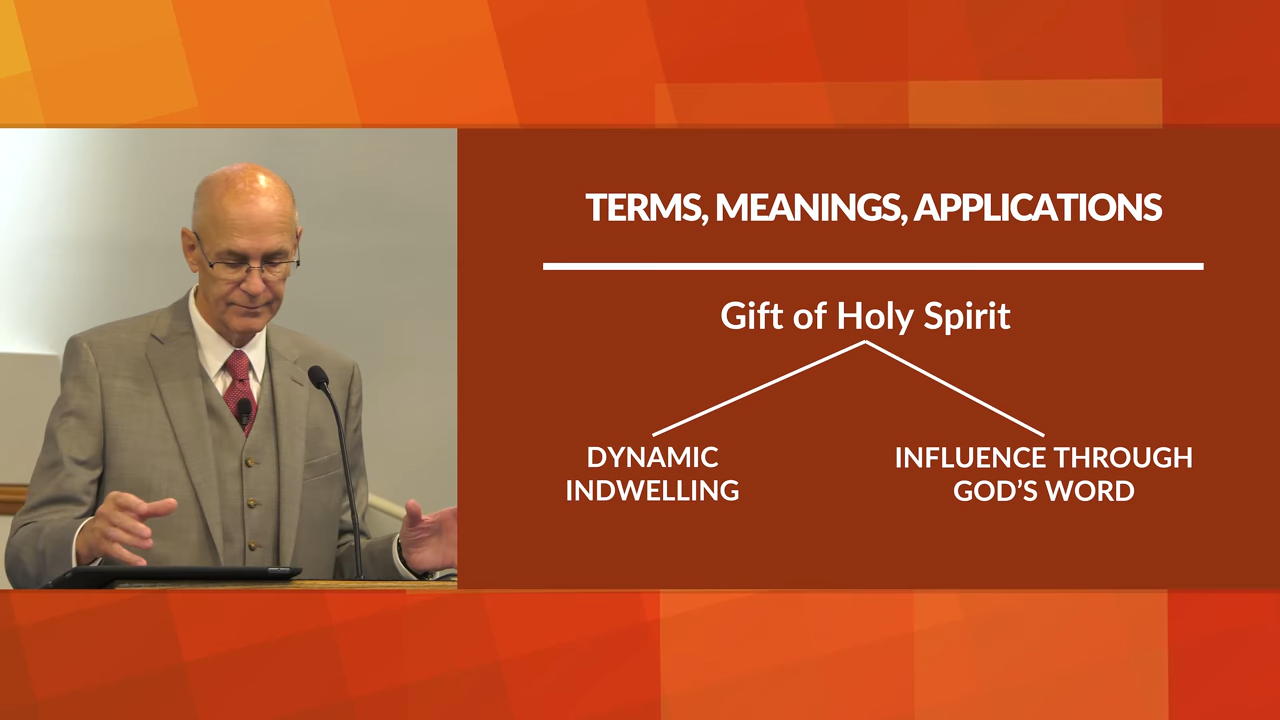 TERMS, MEANINGS, APPLICATIONS
Gift of Holy Spirit
DYNAMIC
INDWELLING
INFLUENCE THROUGH
GOD’S WORD